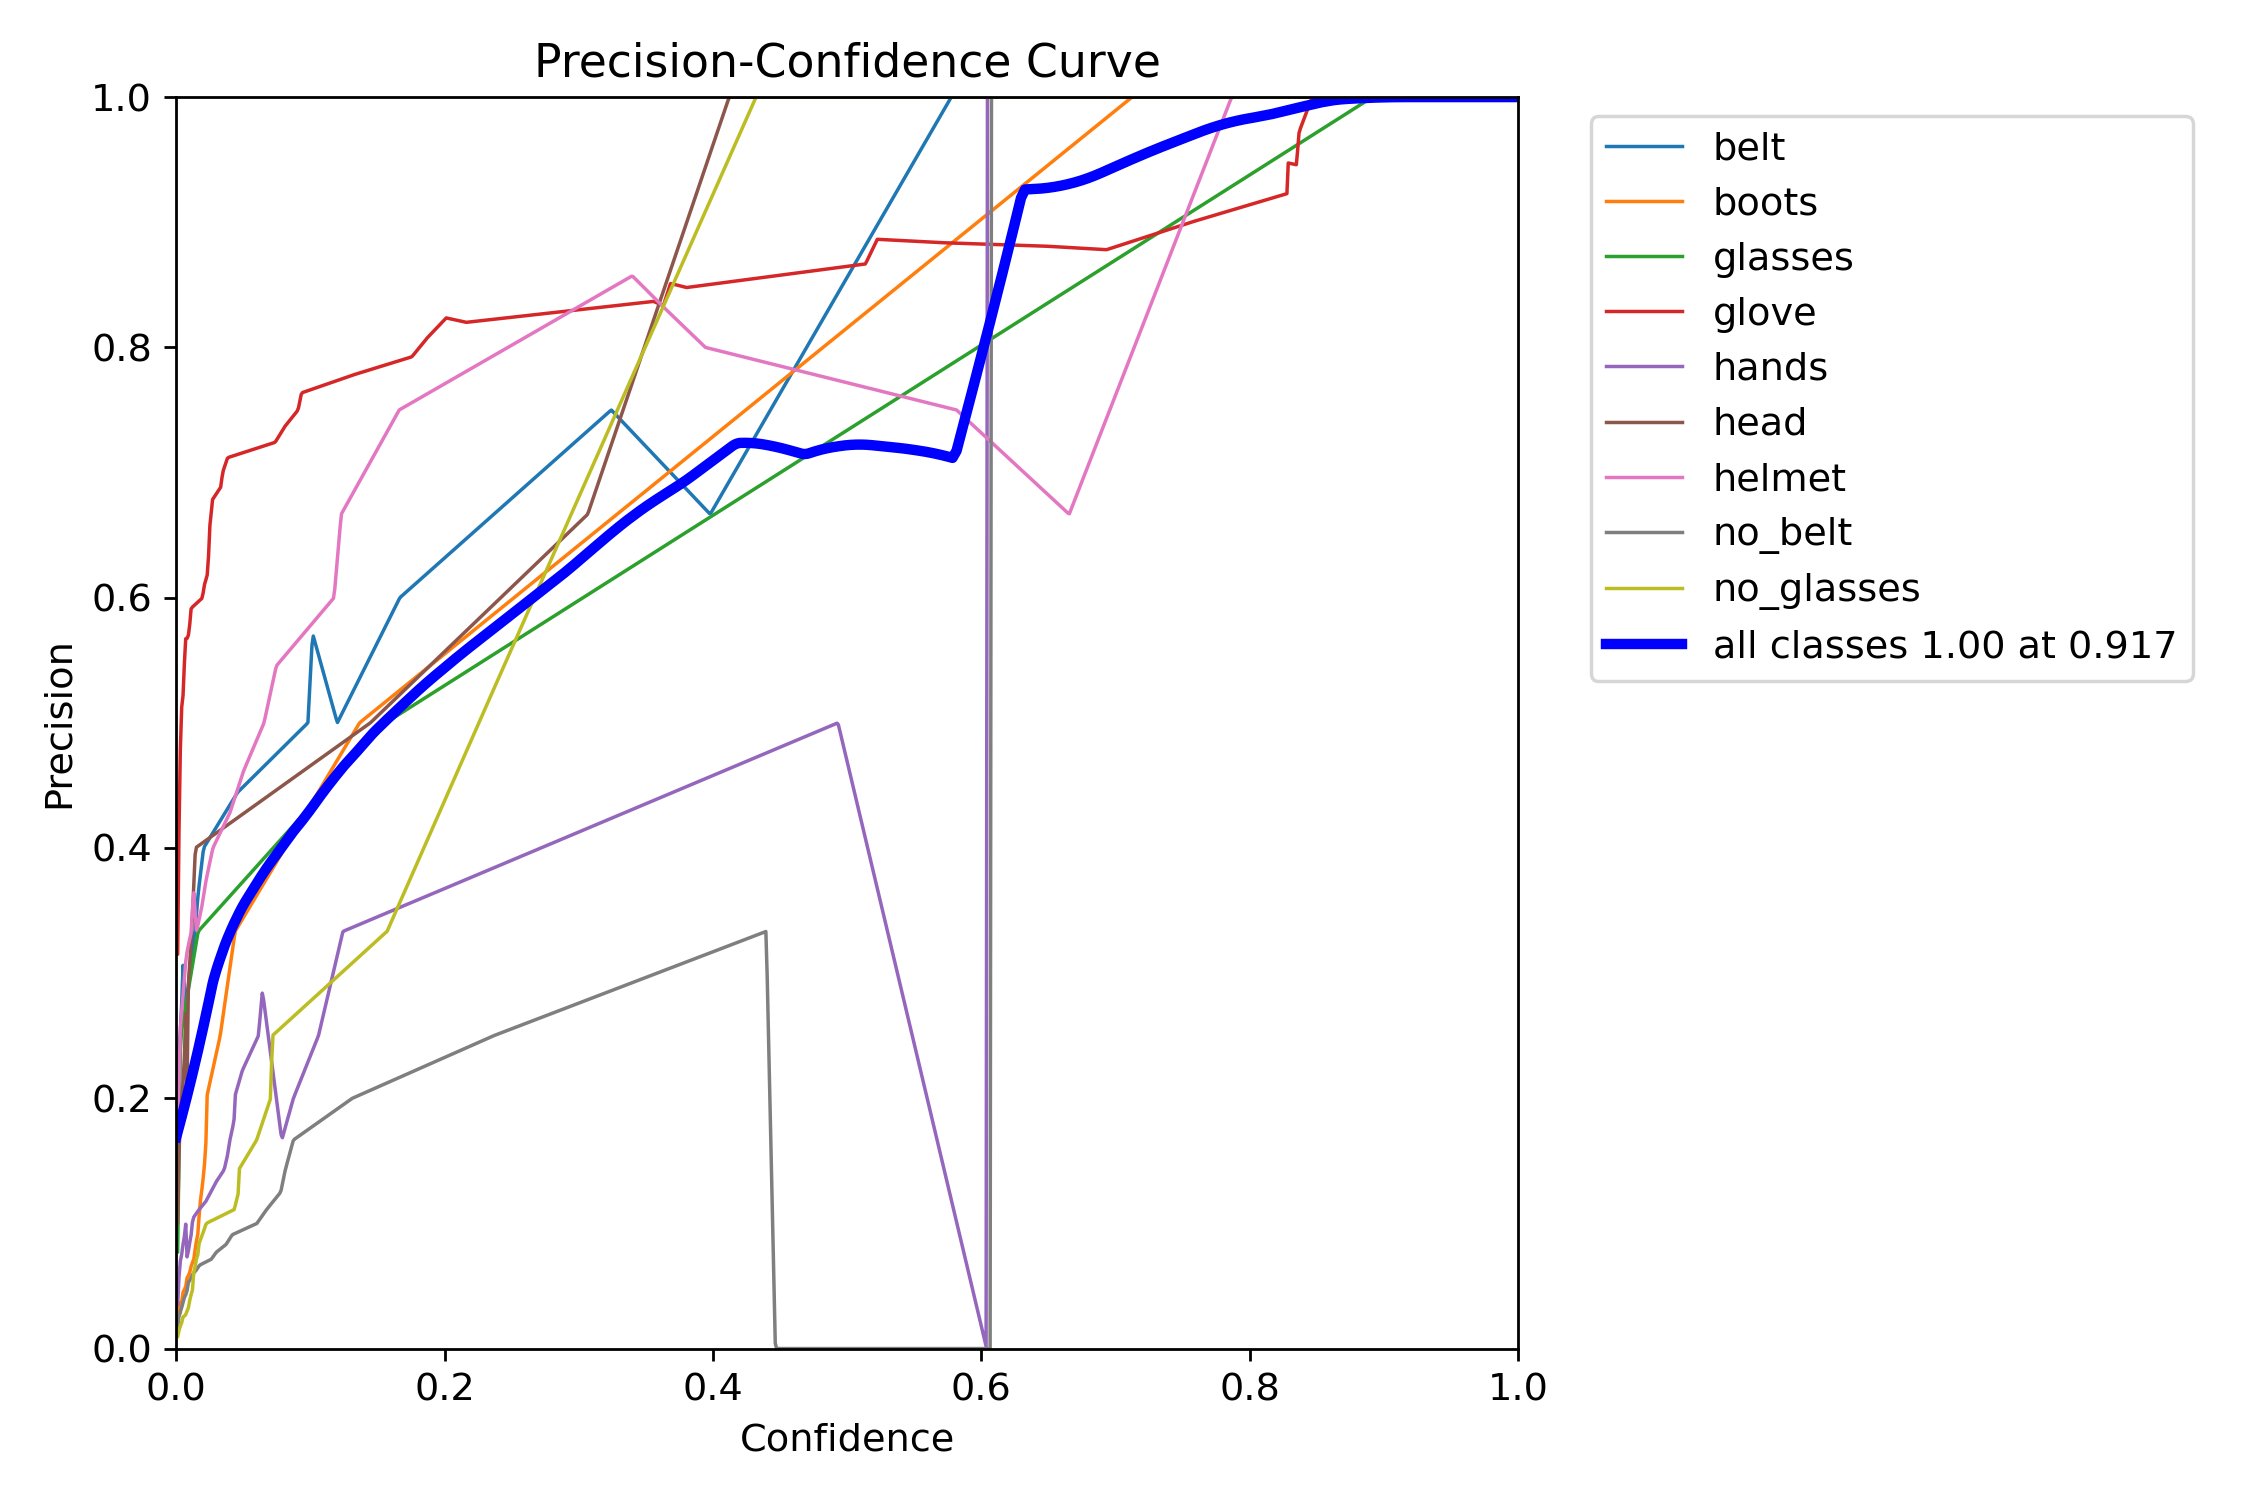 Precision-Confidence Curve
1.0
0.8
0.6
0.4
0.2
0.0
Precision
0.0 0.2 0.4 0.6 0.8 1.0
Confidence
belt
boots
glasses
glove
hands
head
helmet
no_belt
no_glasses
all classes 1.00 at 0.917